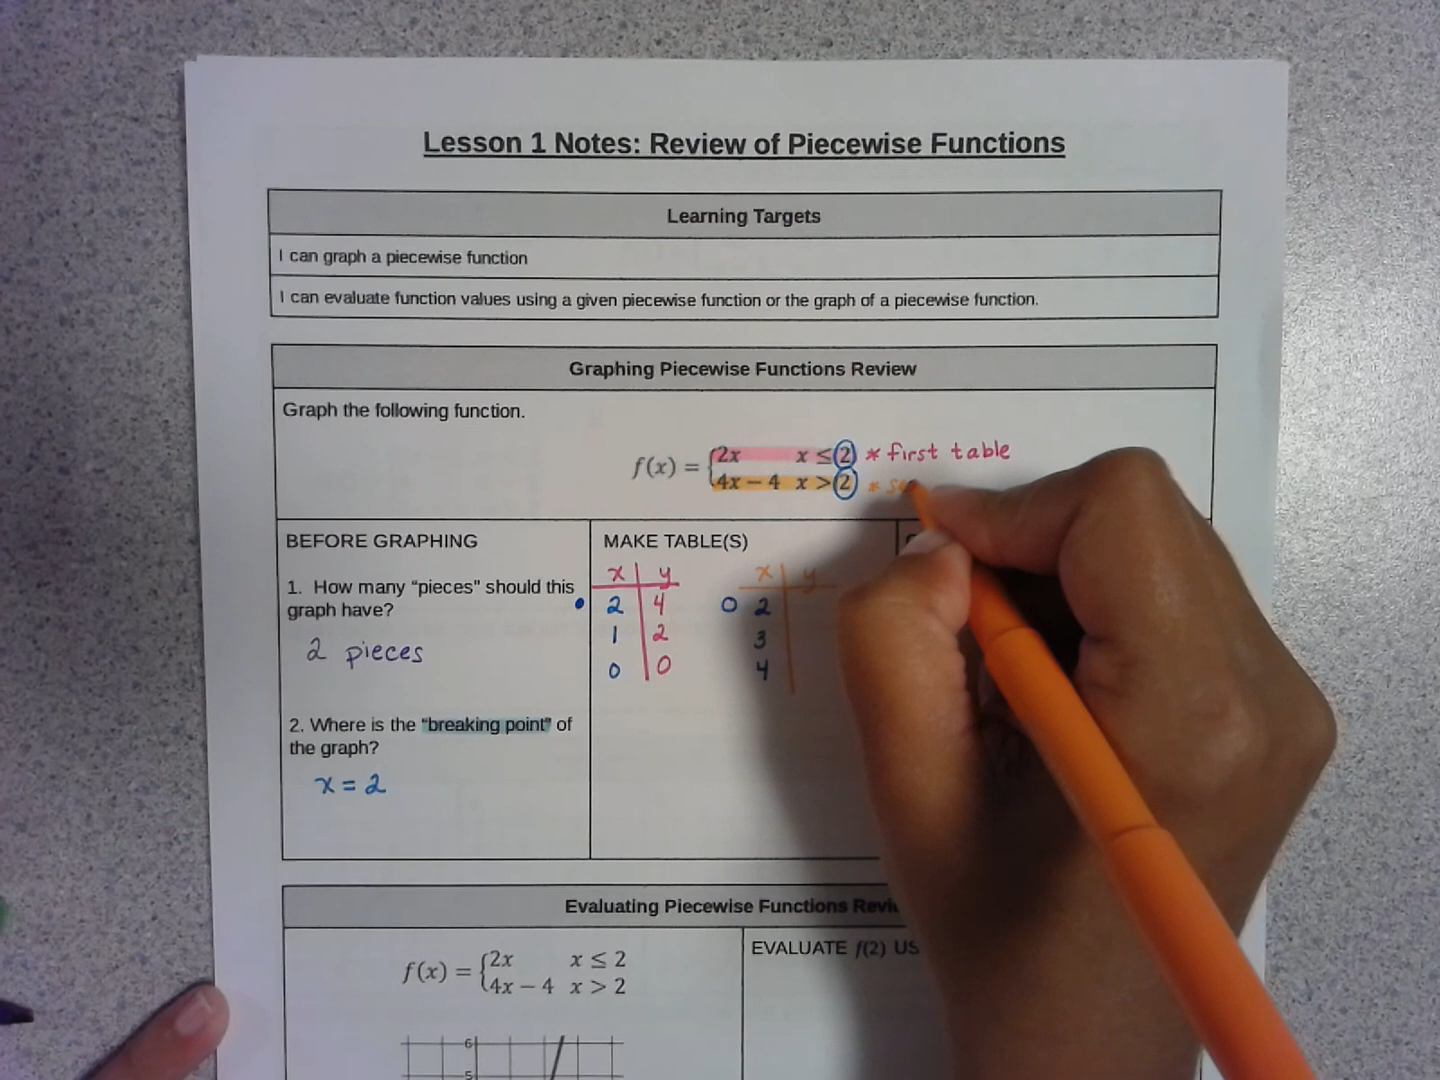 Lesson 1 Notes: Review of Piecewise Functions
Learning Targets
I can graph a piecewise function
I can evaluate function values using a given piecewise function or the graph of a piecewise function.
Graphing Piecewise Functions Review
Graph the following function.
f(x) = {2x x ≤ 2 * first table
4x − 4 x > 2 *
BEFORE GRAPHING
1. How many “pieces” should this
graph have?
2 pieces
2. Where is the “breaking point” of
the graph?
x = 2
MAKE TABLE(S)
x y
2 4
1 2
0 0
x y
2
3
4
Evaluating Piecewise Functions
f(x) = {2x x ≤ 2
4x − 4 x > 2
6
5
EVALUATE f(2)